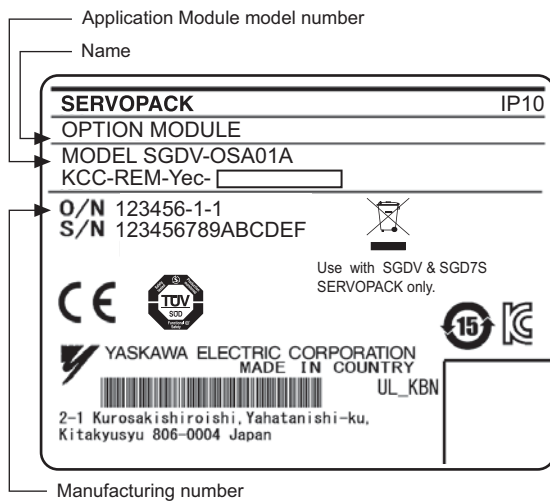 Application Module model number
Name
SERVOPACK IP10
OPTION MODULE
MODEL SGDV-OSA01A
KCC-REM-Yec-
O/N 123456-1-1
S/N 123456789ABCDEF
Use with SGDV & SGD7S
SERVOPACK only.
CE
TÜV
SÜD
15
YASKAWA ELECTRIC CORPORATION
MADE IN COUNTRY
UL_KBN
2-1 Kurosakishiroishi, Yahatanishi-ku,
Kitakyusyu 806-0004 Japan
Manufacturing number